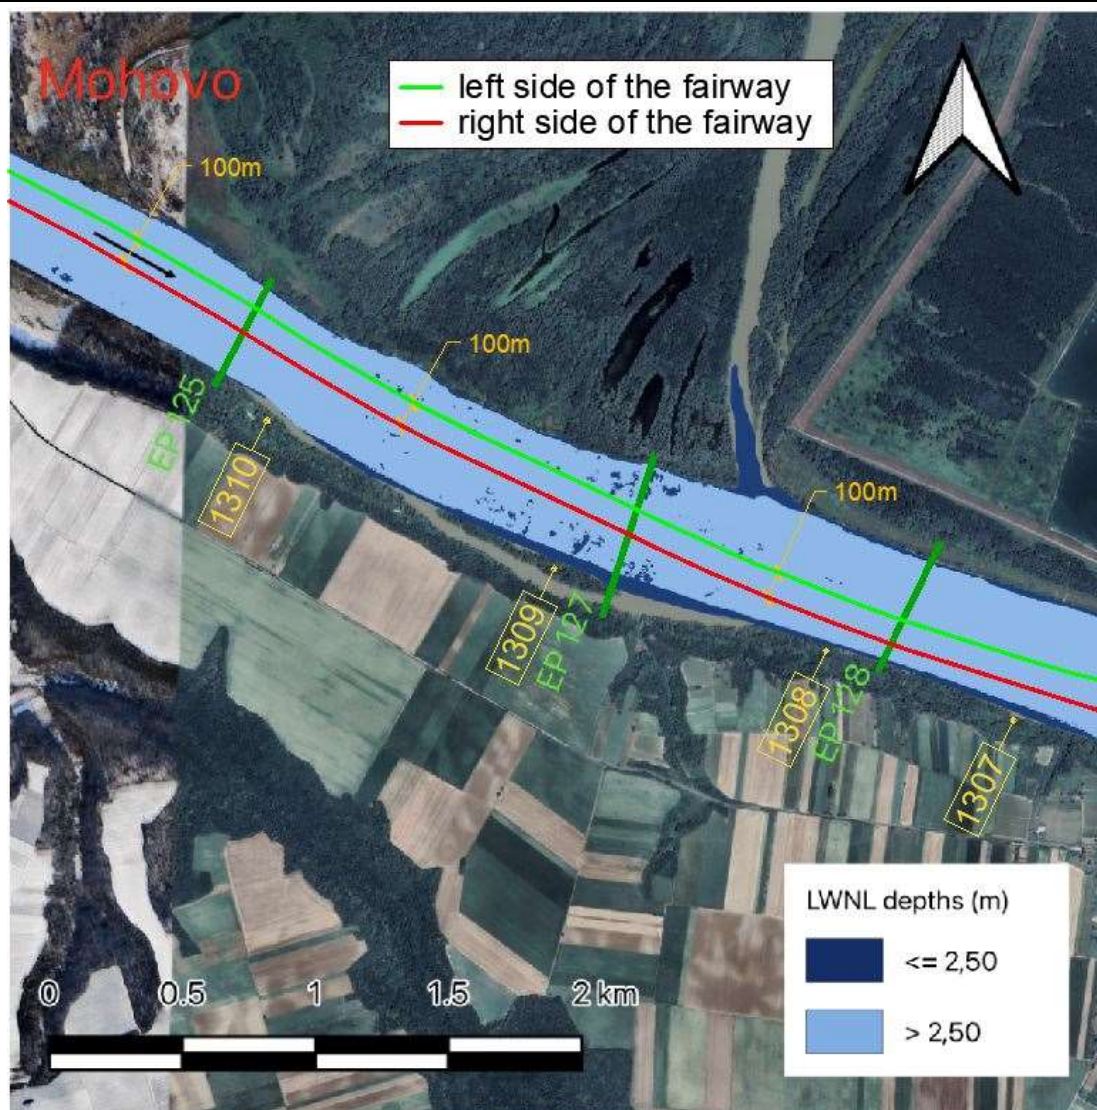 Mohovo
left side of the fairway
right side of the fairway
100m
100m
EP 125
1310
100m
1309
EP 127
1308
EP 128
1307
LWNL depths (m)
<= 2,50
> 2,50
0 0.5 1 1.5 2 km